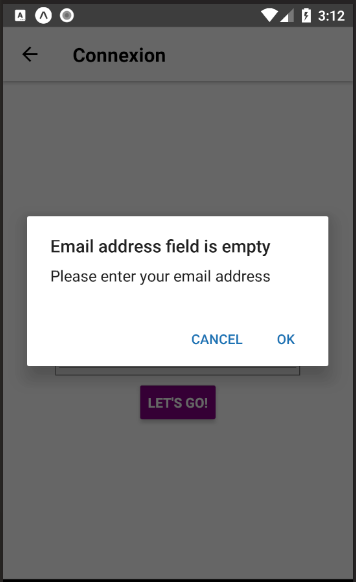 3:12
Connexion
Email address field is empty
Please enter your email address
CANCEL OK
LET'S GO!